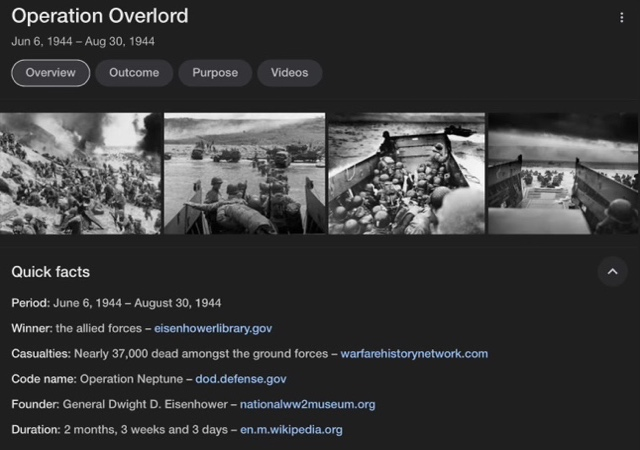 Operation Overlord
Jun 6, 1944 – Aug 30, 1944
Overview
Outcome
Purpose
Videos
Quick facts
Period: June 6, 1944 – August 30, 1944
Winner: the allied forces – eisenhowerlibrary.gov
Casualties: Nearly 37,000 dead amongst the ground forces – warfarehistorynetwork.com
Code name: Operation Neptune – dod.defense.gov
Founder: General Dwight D. Eisenhower – nationalww2museum.org
Duration: 2 months, 3 weeks and 3 days – en.m.wikipedia.org